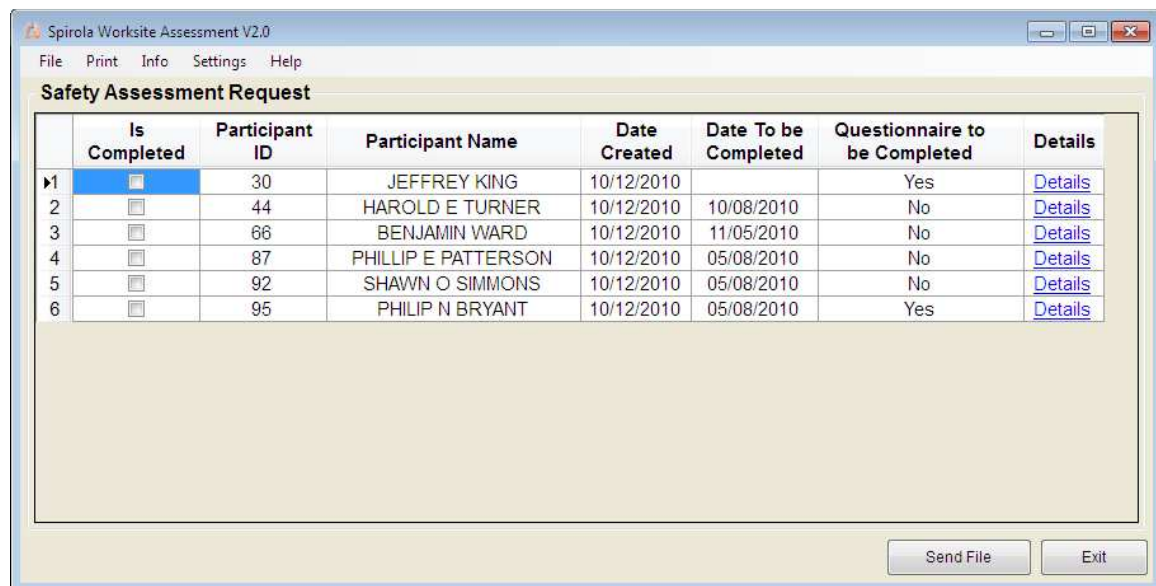 Spirola Worksite Assessment V2.0
File Print Info Settings Help
Safety Assessment Request
Is Completed Participant ID Participant Name Date Created Date To be Completed Questionnaire to be Completed Details
1 30 JEFFREY KING 10/12/2010 Yes Details
2 44 HAROLD E TURNER 10/12/2010 10/08/2010 No Details
3 66 BENJAMIN WARD 10/12/2010 11/05/2010 No Details
4 87 PHILLIP E PATTERSON 10/12/2010 05/08/2010 No Details
5 92 SHAWN O SIMMONS 10/12/2010 05/08/2010 No Details
6 95 PHILIP N BRYANT 10/12/2010 05/08/2010 Yes Details
Send File Exit